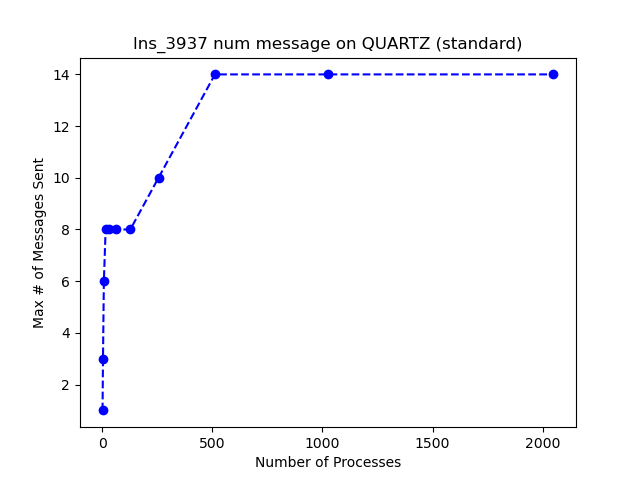 lns_3937 num message on QUARTZ (standard)
14
12
10
8
6
4
2
Max # of Messages Sent
0 500 1000 1500 2000
Number of Processes